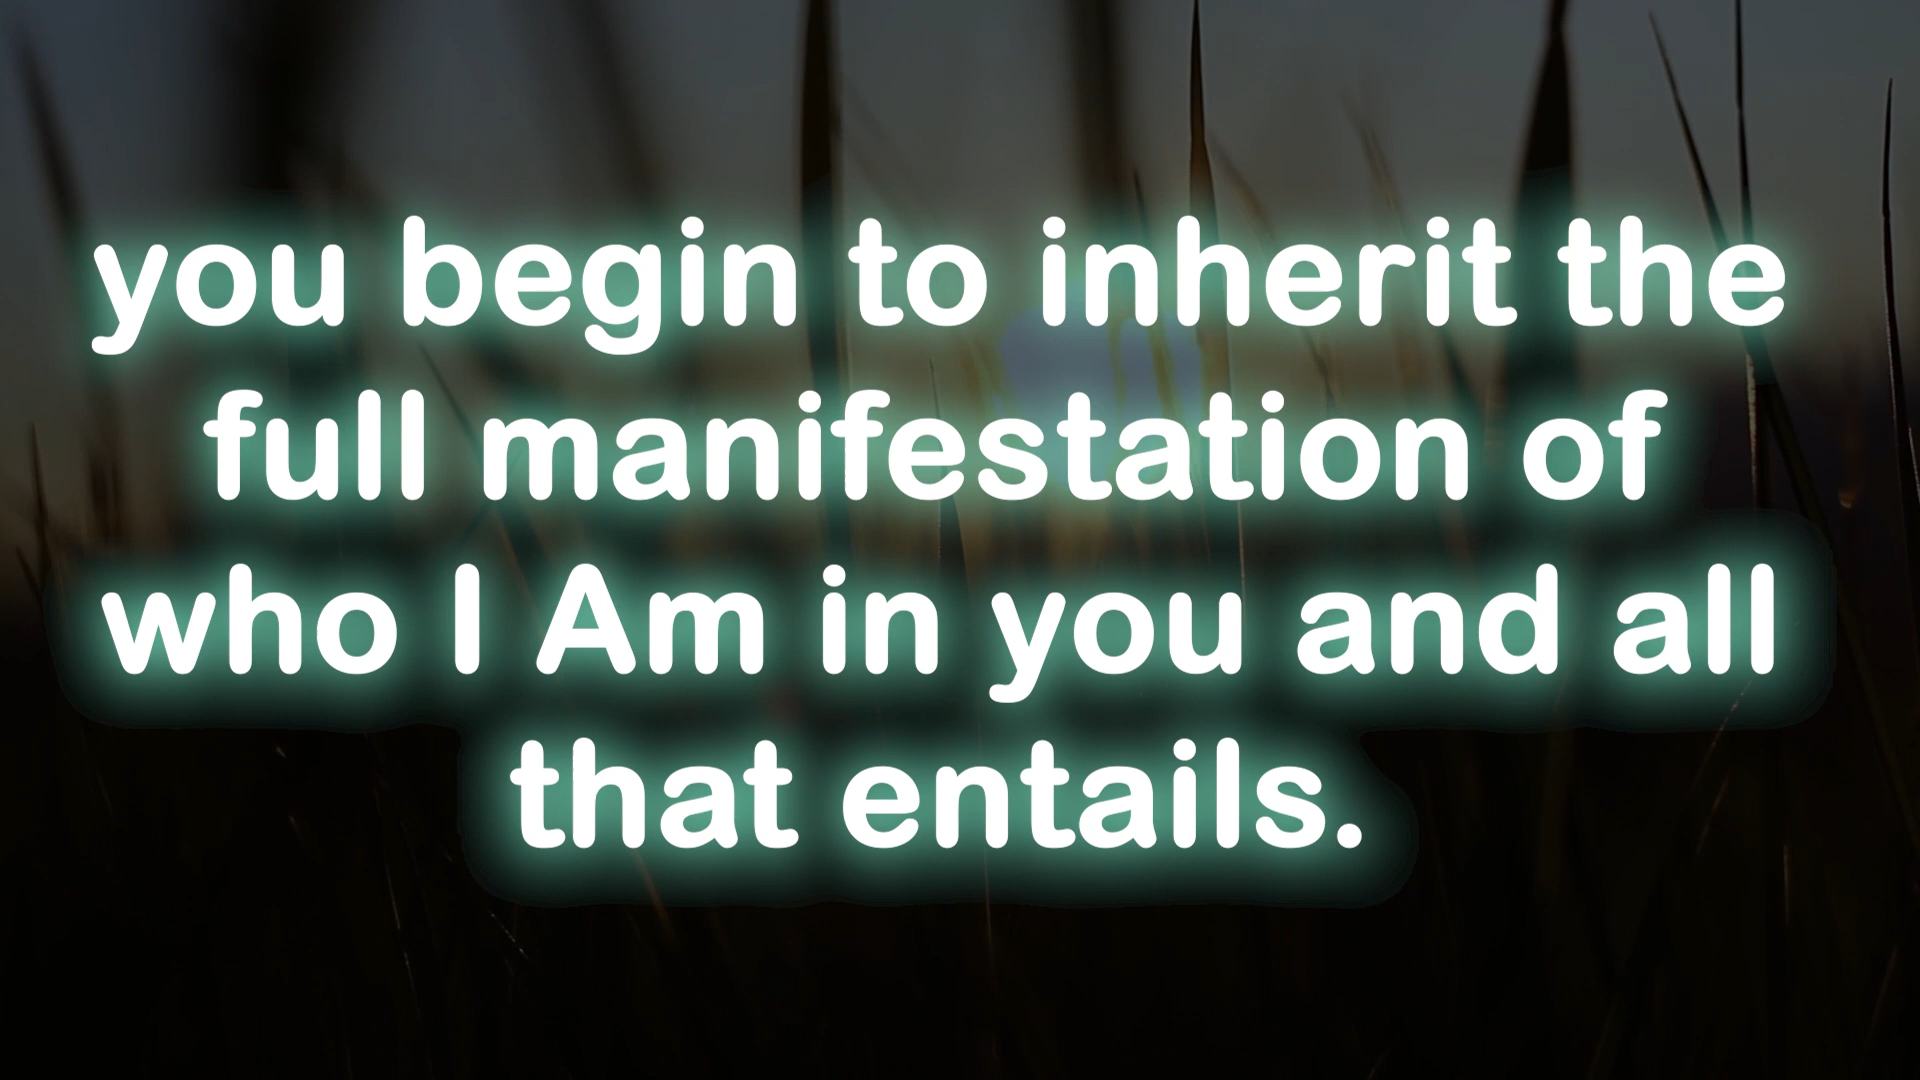 you begin to inherit the
full manifestation of
who I Am in you and all
that entails.